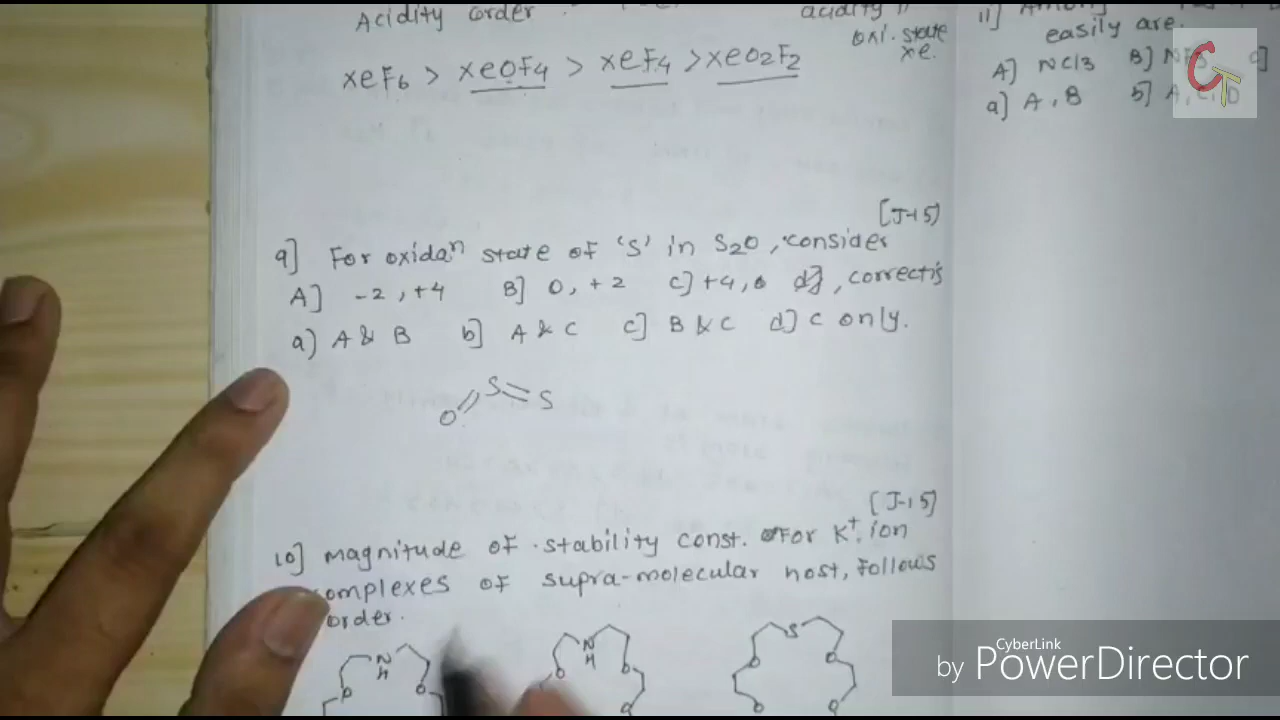 Acidity order
acidity
oxi. state
xe.
xeF6 > xeOF4 > xeF4 > xeO2F2
easily are.
A] NCl3 B]
a] A, B b] A,
CT
[J-15]
9] For oxidaⁿ state of 'S' in S2O, consider
A] -2, +4 B] 0, +2 C] +4, 0 , correct is
a) A & B b] A & C c] B & C d] C only.
O S S
[J-15]
10] magnitude of stability const. For K⁺ ion
omplexes of supra-molecular host, follows
order.
N H O O
N H O O O
S O O O O
CyberLink
by PowerDirector